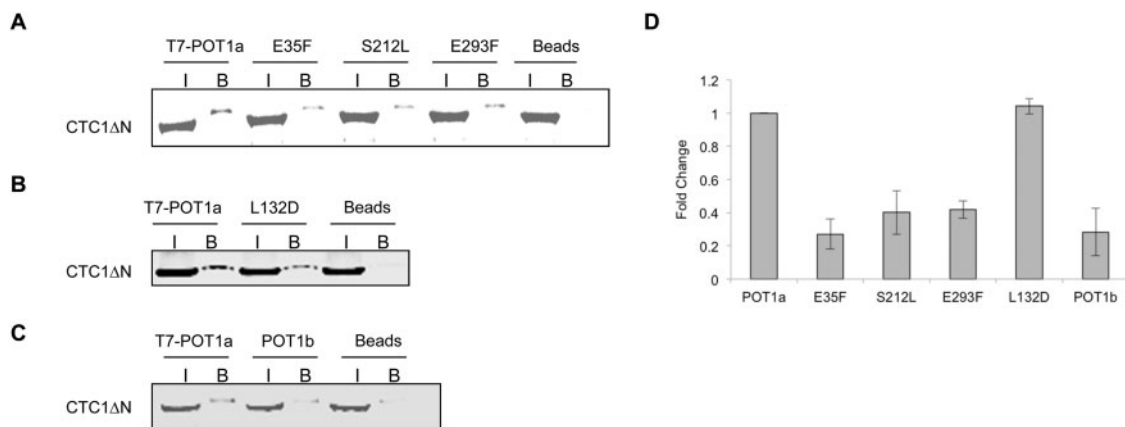 A
T7-POT1a E35F S212L E293F Beads
I B I B I B I B I B
CTC1ΔN
B
T7-POT1a L132D Beads
I B I B I B
CTC1ΔN
C
T7-POT1a POT1b Beads
I B I B I B
CTC1ΔN
D
Fold Change
1.2
1
0.8
0.6
0.4
0.2
0
POT1a E35F S212L E293F L132D POT1b